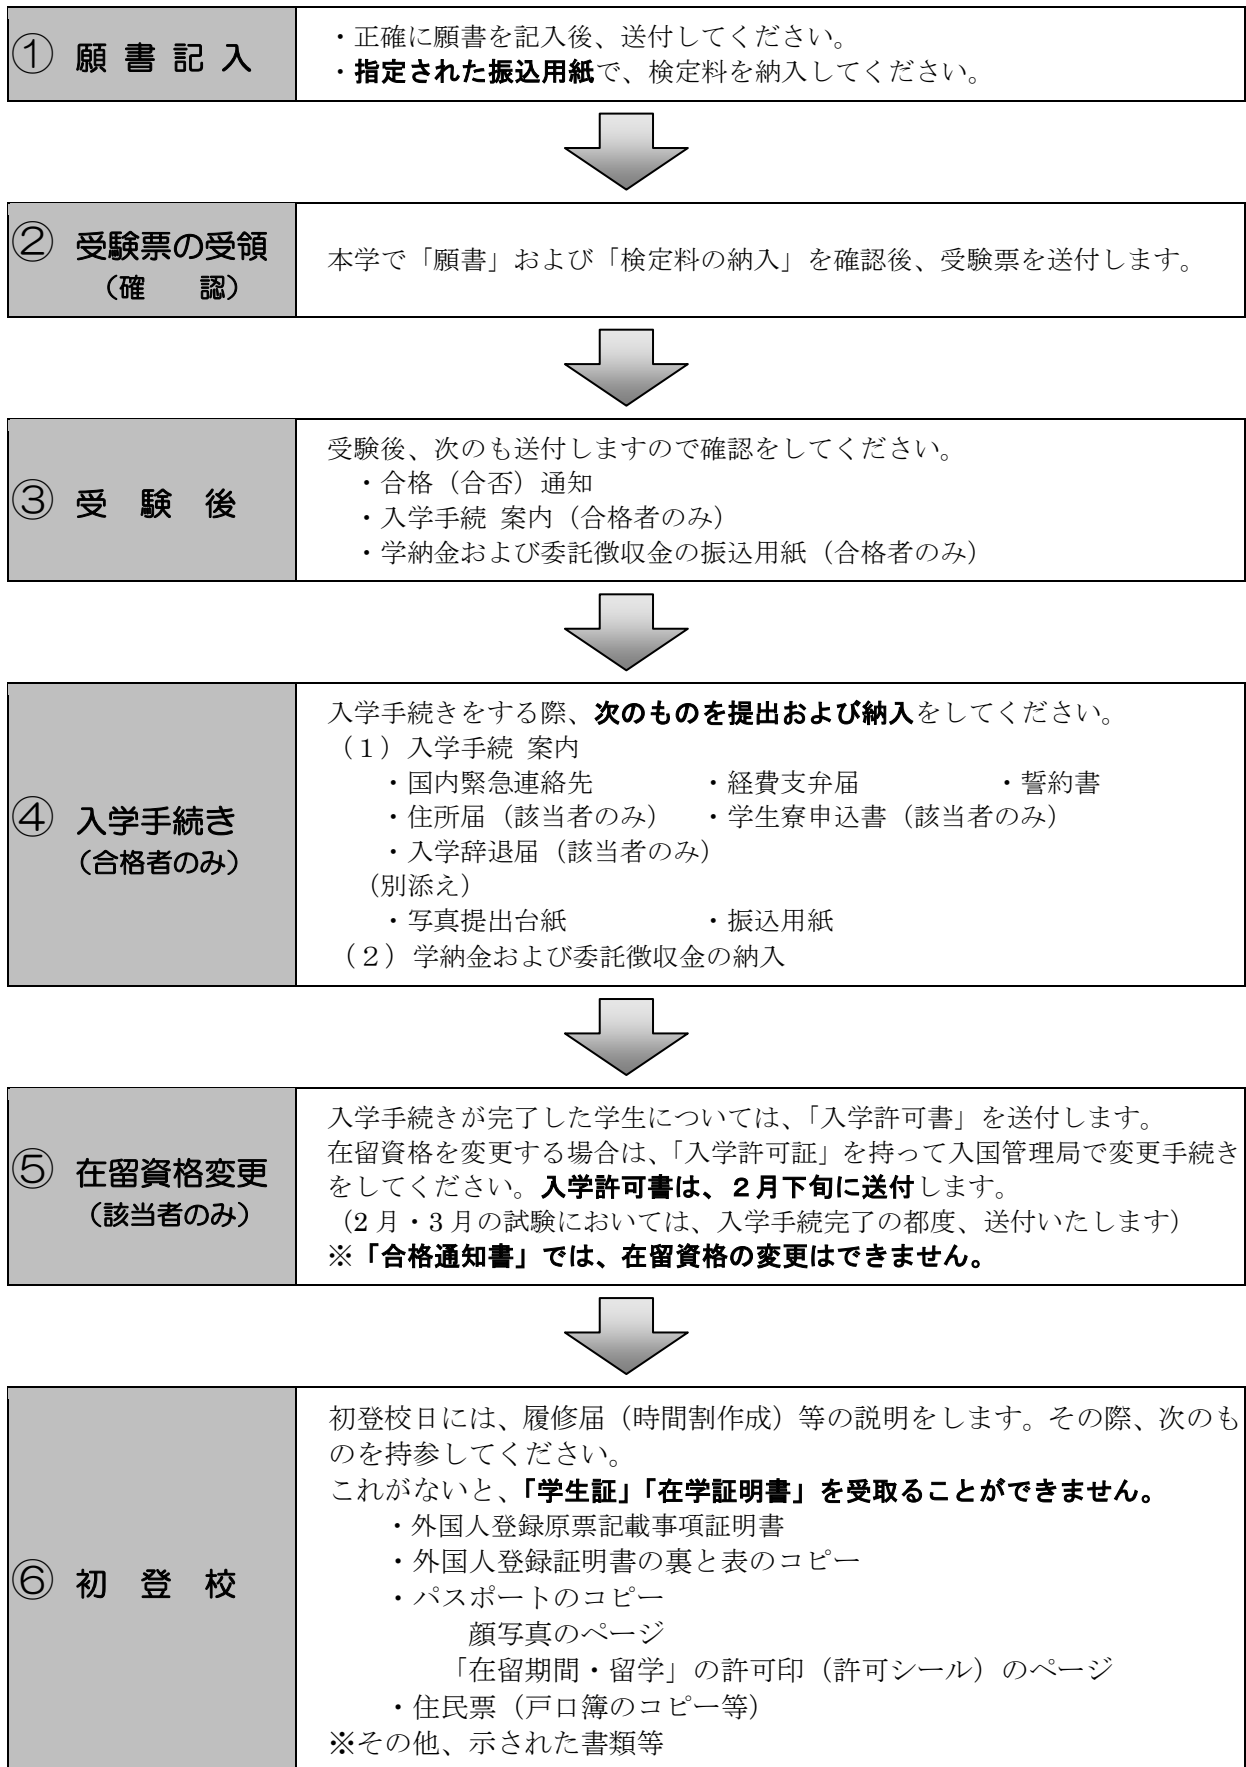 ① 願 書 記 入
・正確に願書を記入後、送付してください。
・指定された振込用紙で、検定料を納入してください。
② 受験票の受領
（確　　認）
本学で「願書」および「検定料の納入」を確認後、受験票を送付します。
③ 受　験　後
受験後、次のも送付しますので確認をしてください。
・合格（合否）通知
・入学手続 案内（合格者のみ）
・学納金および委託徴収金の振込用紙（合格者のみ）
④ 入学手続き
（合格者のみ）
入学手続きをする際、次のものを提出および納入をしてください。
（1）入学手続 案内
・国内緊急連絡先　・経費支弁届　・誓約書
・住所届（該当者のみ）　・学生寮申込書（該当者のみ）
・入学辞退届（該当者のみ）
（別添え）
・写真提出台紙　・振込用紙
（２）学納金および委託徴収金の納入
⑤ 在留資格変更
（該当者のみ）
入学手続きが完了した学生については、「入学許可書」を送付します。
在留資格を変更する場合は、「入学許可証」を持って入国管理局で変更手続き
をしてください。入学許可書は、２月下旬に送付します。
（2 月・3 月の試験においては、入学手続完了の都度、送付いたします）
※「合格通知書」では、在留資格の変更はできません。
⑥ 初　登　校
初登校日には、履修届（時間割作成）等の説明をします。その際、次のも
のを持参してください。
これがないと、「学生証」「在学証明書」を受取ることができません。
・外国人登録原票記載事項証明書
・外国人登録証明書の裏と表のコピー
・パスポートのコピー
顔写真のページ
「在留期間・留学」の許可印（許可シール）のページ
・住民票（戸口簿のコピー等）
※その他、示された書類等